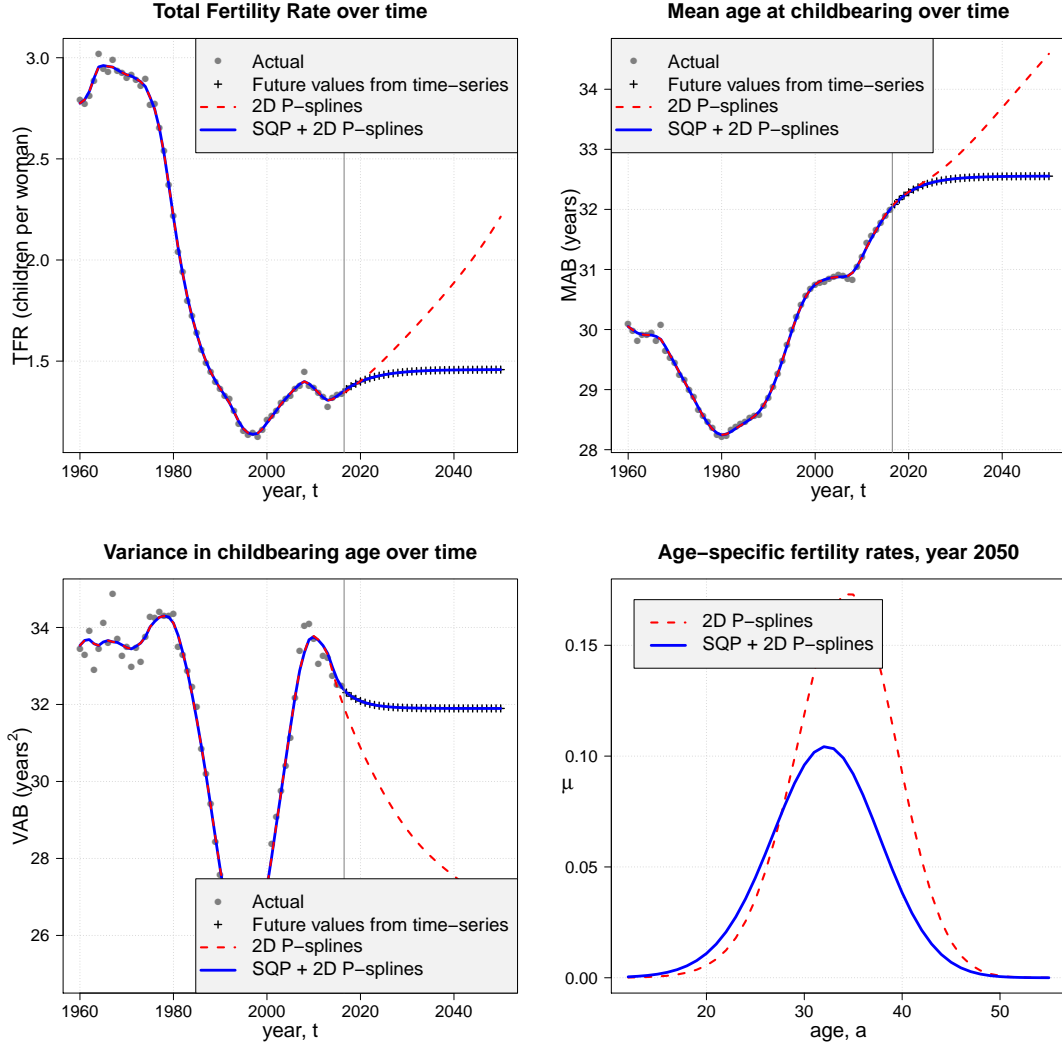 Total Fertility Rate over time
TFR (children per woman)
3.0
2.5
2.0
1.5
Actual
Future values from time−series
2D P−splines
SQP + 2D P−splines
1960 1980 2000 2020 2040
year, t
Mean age at childbearing over time
MAB (years)
34
33
32
31
30
29
28
Actual
Future values from time−series
2D P−splines
SQP + 2D P−splines
1960 1980 2000 2020 2040
year, t
Variance in childbearing age over time
VAB (years²)
34
32
30
28
26
Actual
Future values from time−series
2D P−splines
SQP + 2D P−splines
1960 1980 2000 2020 2040
year, t
Age−specific fertility rates, year 2050
μ
0.15
0.10
0.05
0.00
2D P−splines
SQP + 2D P−splines
20 30 40 50
age, a